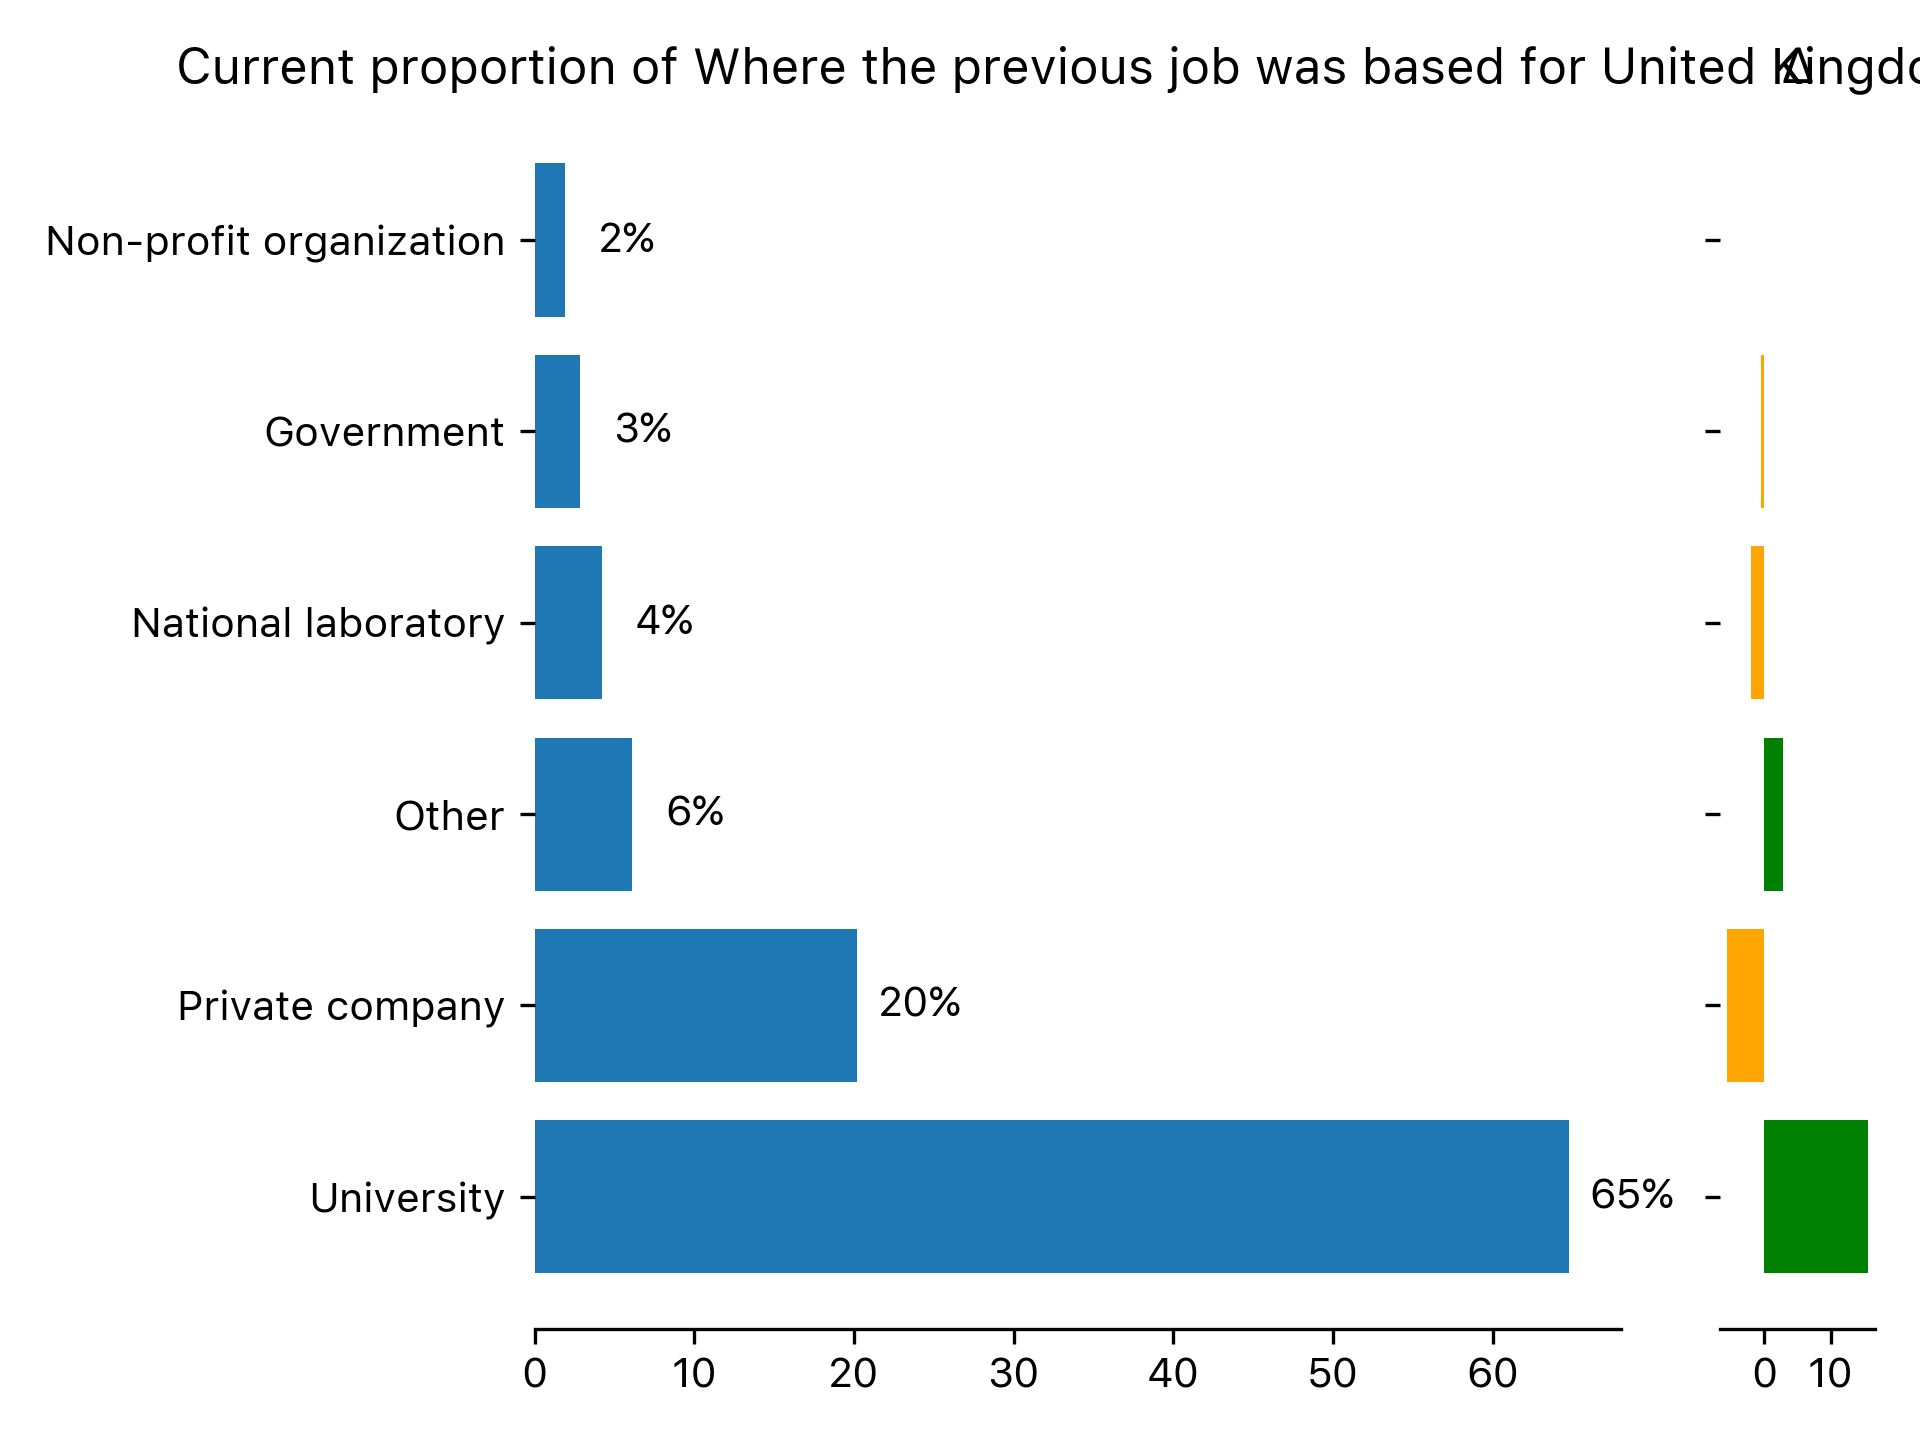 Current proportion of Where the previous job was based for United Kingdo
Δ
Non-profit organization
2%
Government
3%
National laboratory
4%
Other
6%
Private company
20%
University
65%
0 10 20 30 40 50 60
0 10